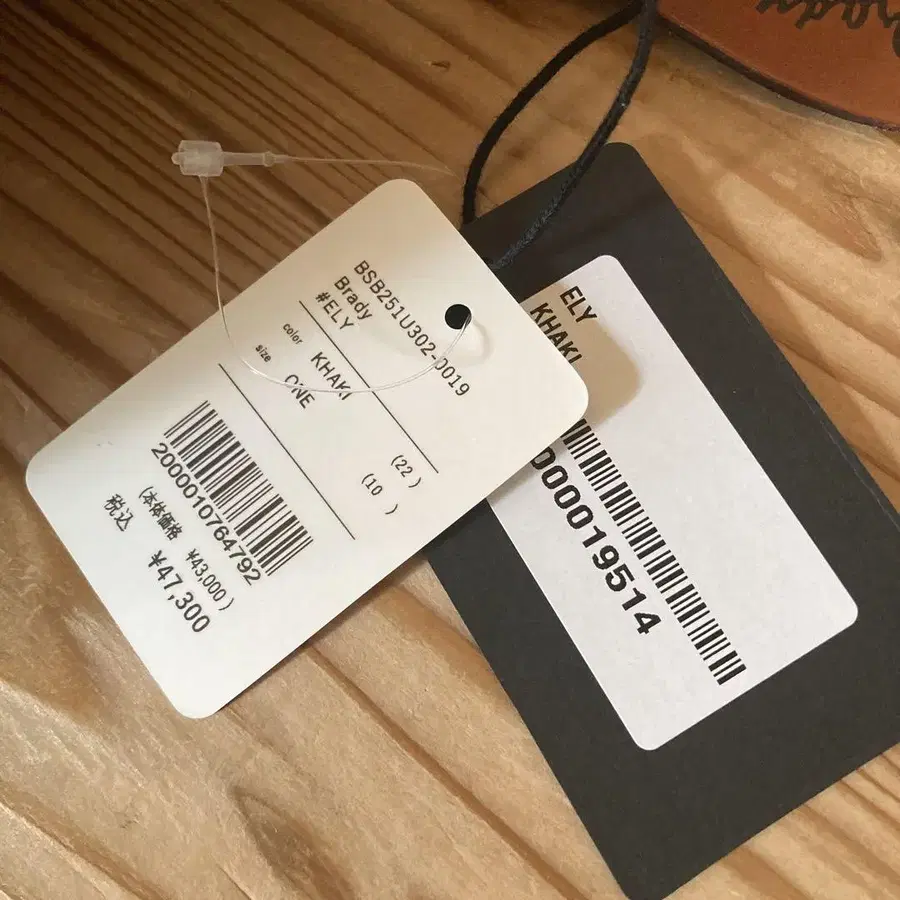 BSB251U302-0019
Brady
#ELY
color KHAKI (22 )
size ONE (10 )
2000010764792
(本体価格 ¥43,000 )
税込 ¥47,300
ELY
KHAKI
000019514